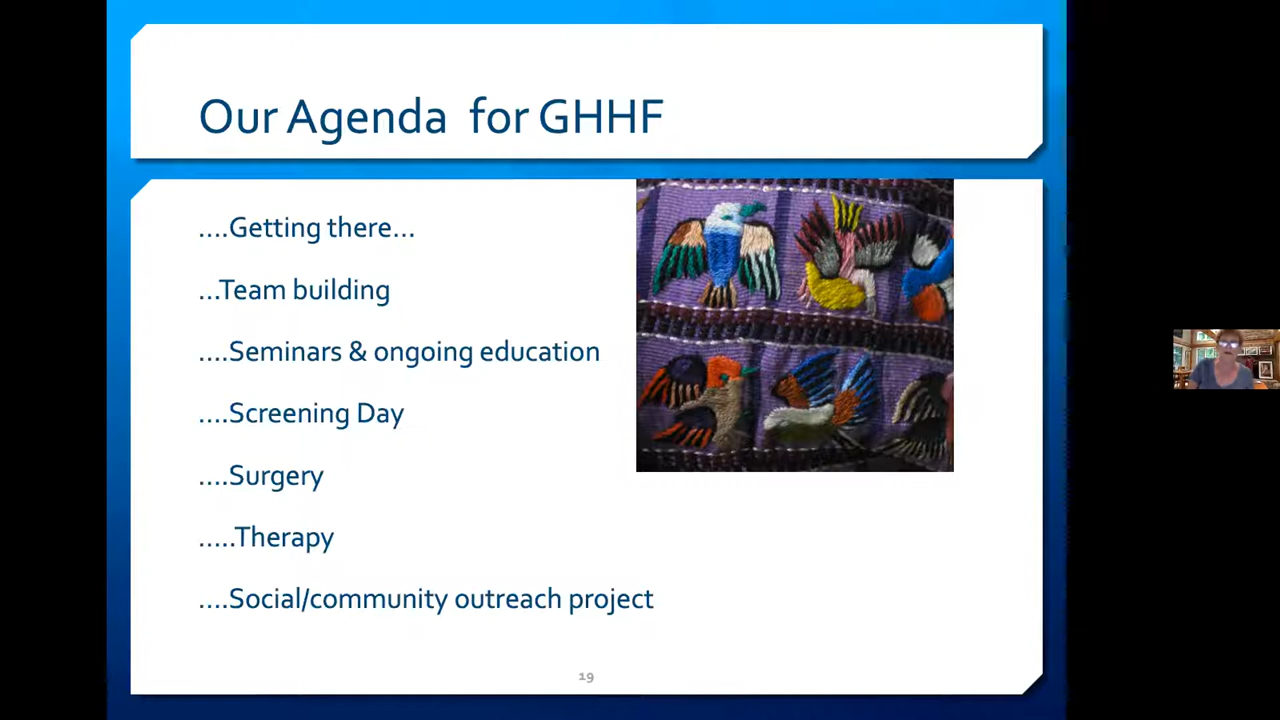 Our Agenda for GHHF
....Getting there...
...Team building
....Seminars & ongoing education
....Screening Day
....Surgery
.....Therapy
....Social/community outreach project
19